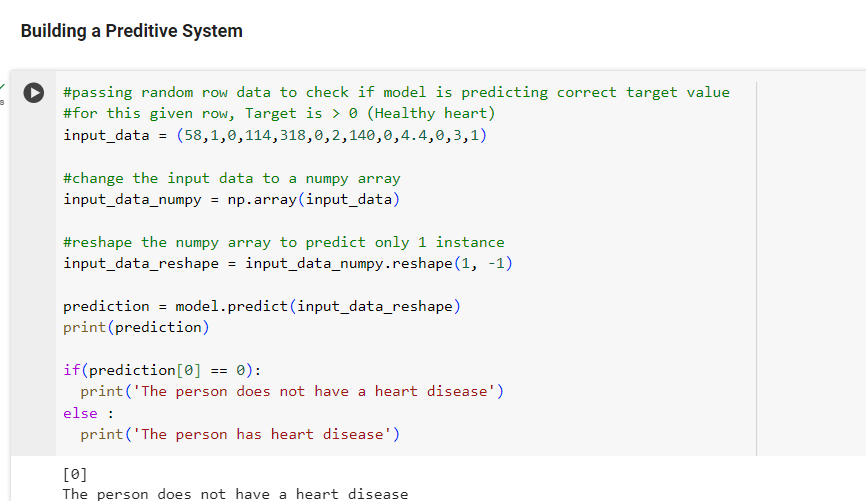 Building a Preditive System
#passing random row data to check if model is predicting correct target value
#for this given row, Target is > 0 (Healthy heart)
input_data = (58,1,0,114,318,0,2,140,0,4.4,0,3,1)
#change the input data to a numpy array
input_data_numpy = np.array(input_data)
#reshape the numpy array to predict only 1 instance
input_data_reshape = input_data_numpy.reshape(1, -1)
prediction = model.predict(input_data_reshape)
print(prediction)
if(prediction[0] == 0):
  print('The person does not have a heart disease')
else :
  print('The person has heart disease')
[0]
The person does not have a heart disease